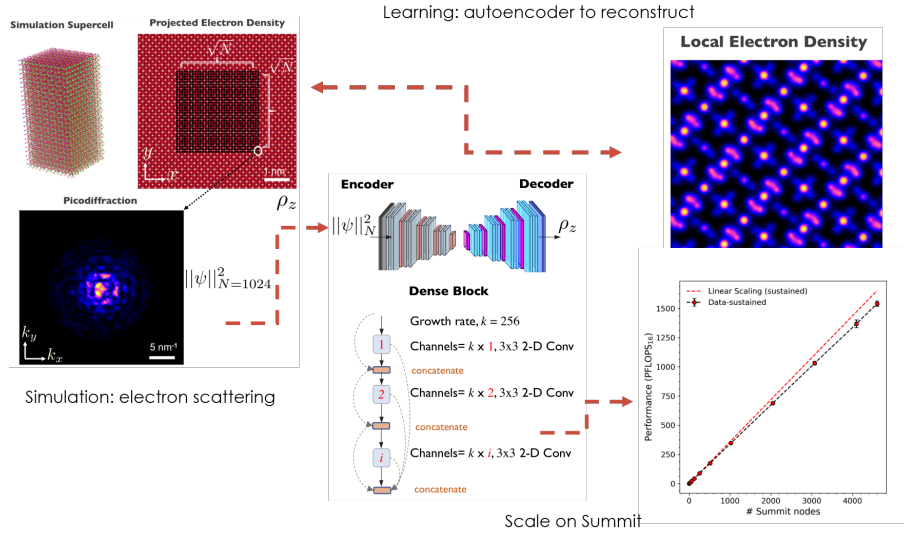 Learning: autoencoder to reconstruct
Simulation Supercell
Projected Electron Density
√N
√N
y
x
1 nm
Picodiffraction
ρz
||ψ||²N=1024
ky
kx
5 nm⁻¹
Simulation: electron scattering
Encoder
Decoder
||ψ||²N
ρz
Dense Block
Growth rate, k = 256
1
Channels= k x 1, 3x3 2-D Conv
concatenate
2
Channels= k x 2, 3x3 2-D Conv
concatenate
i
Channels= k x i, 3x3 2-D Conv
concatenate
Local Electron Density
Linear Scaling (sustained)
Data-sustained
Performance (PFLOPS₁₆)
1500
1250
1000
750
500
250
0
0
1000
2000
3000
4000
# Summit nodes
Scale on Summit